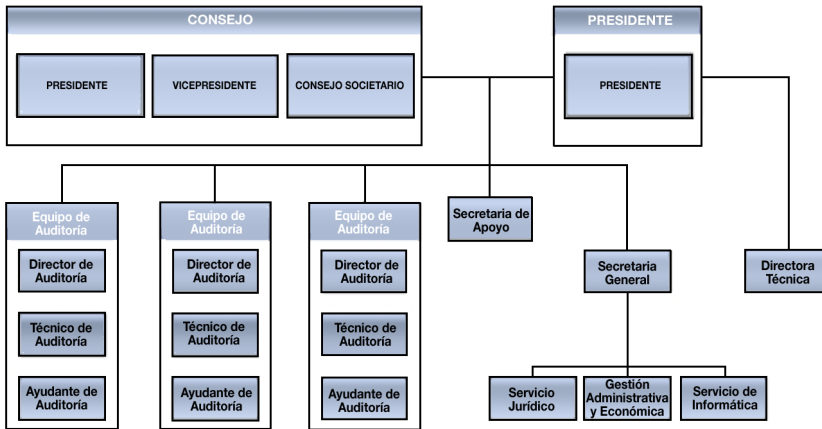 CONSEJO
PRESIDENTE
PRESIDENTE
VICEPRESIDENTE
CONSEJO SOCIETARIO
PRESIDENTE
Equipo de
Auditoría
Director de
Auditoría
Técnico de
Auditoría
Ayudante de
Auditoría
Equipo de
Auditoría
Director de
Auditoría
Técnico de
Auditoría
Ayudante de
Auditoría
Equipo de
Auditoría
Director de
Auditoría
Técnico de
Auditoría
Ayudante de
Auditoría
Secretaria de
Apoyo
Secretaria
General
Directora
Técnica
Servicio
Jurídico
Gestión
Administrativa
y Económica
Servicio de
Informática